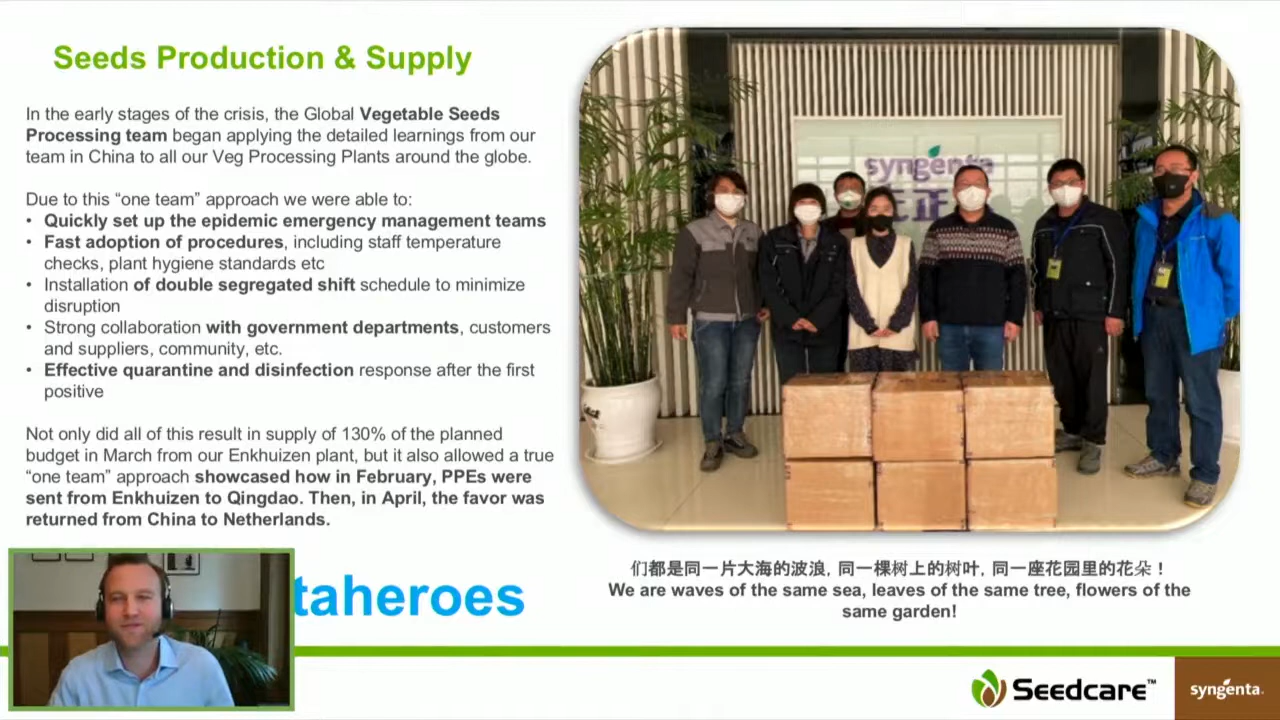 Seeds Production & Supply
In the early stages of the crisis, the Global Vegetable Seeds
Processing team began applying the detailed learnings from our
team in China to all our Veg Processing Plants around the globe.
Due to this “one team” approach we were able to:
• Quickly set up the epidemic emergency management teams
• Fast adoption of procedures, including staff temperature
checks, plant hygiene standards etc
• Installation of double segregated shift schedule to minimize
disruption
• Strong collaboration with government departments, customers
and suppliers, community, etc.
• Effective quarantine and disinfection response after the first
positive
Not only did all of this result in supply of 130% of the planned
budget in March from our Enkhuizen plant, but it also allowed a true
“one team” approach showcased how in February, PPEs were
sent from Enkhuizen to Qingdao. Then, in April, the favor was
returned from China to Netherlands.
taheroes
syngenta
正
们都是同一片大海的波浪, 同一棵树上的树叶, 同一座花园里的花朵！
We are waves of the same sea, leaves of the same tree, flowers of the
same garden!
Seedcare™
syngenta.